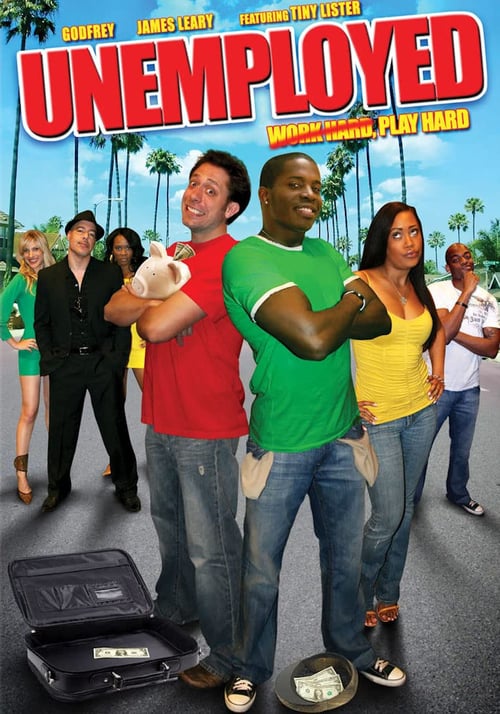 GODFREY JAMES LEARY FEATURING TINY LISTER
UNEMPLOYED
WORK HARD, PLAY HARD